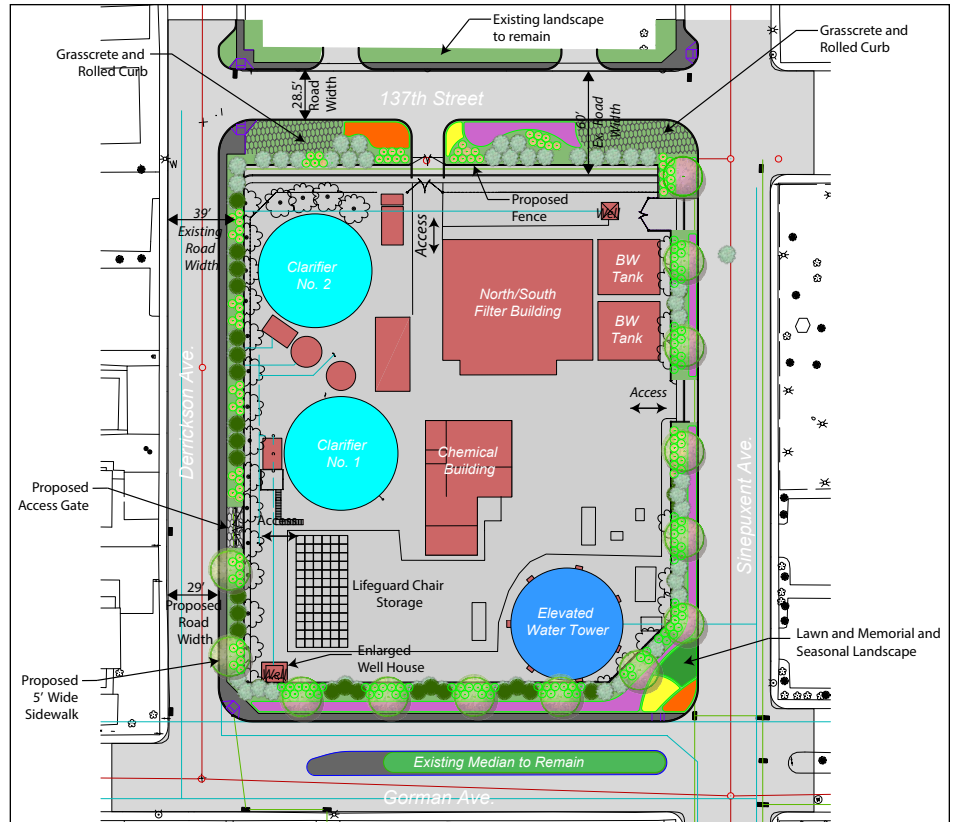 Existing landscape
to remain
Grasscrete and
Rolled Curb
Grasscrete and
Rolled Curb
28.5'
Road
Width
137th Street
60'
Ex. Road
Width
Proposed
Fence
Well
39'
Existing
Road
Width
Access
Clarifier
No. 2
North/South
Filter Building
BW
Tank
BW
Tank
Access
Derrickson Ave.
Sinepuxent Ave.
Clarifier
No. 1
Chemical
Building
Proposed
Access Gate
Access
Lifeguard Chair
Storage
29'
Proposed
Road
Width
Elevated
Water Tower
Lawn and Memorial and
Seasonal Landscape
Enlarged
Well House
Well
Proposed
5' Wide
Sidewalk
Existing Median to Remain
Gorman Ave.
W